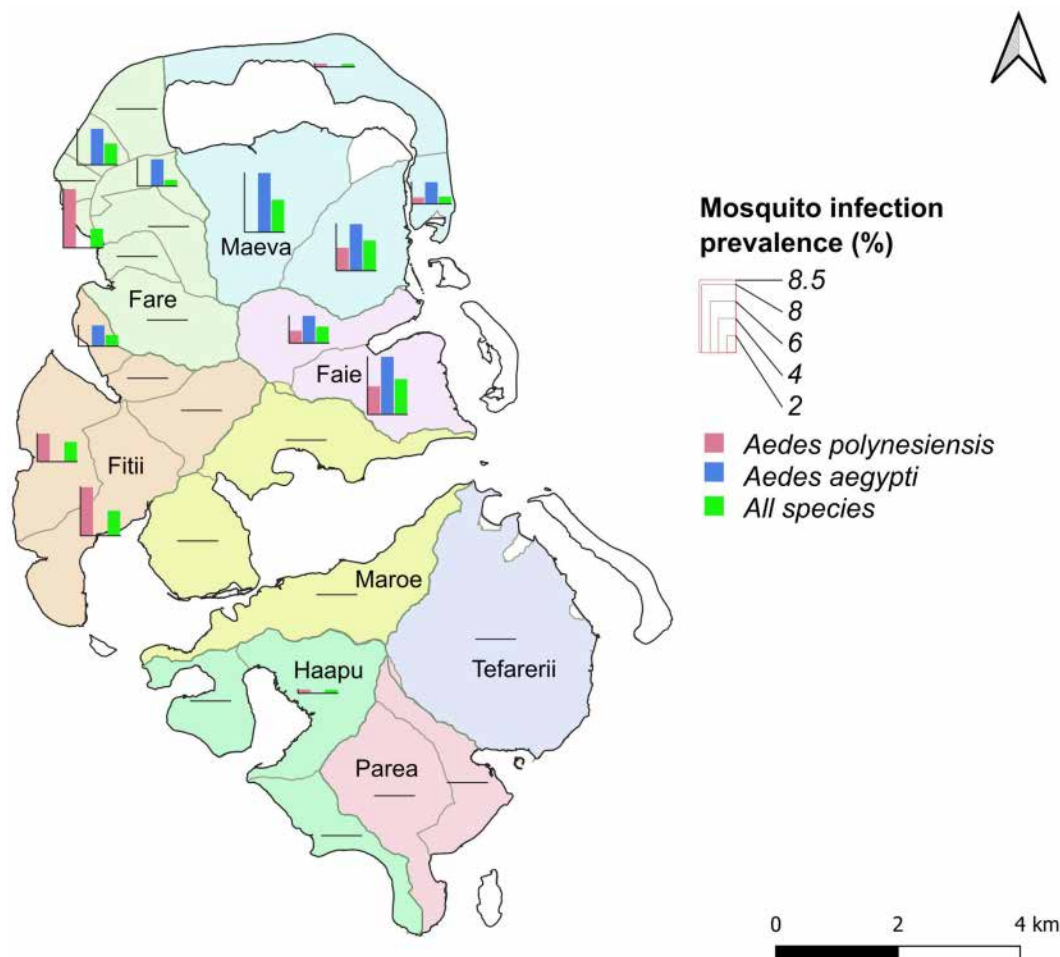 Maeva
Fare
Faie
Fitii
Maroe
Haapu
Tefarerii
Parea
Mosquito infection
prevalence (%)
8.5
8
6
4
2
Aedes polynesiensis
Aedes aegypti
All species
0 2 4 km